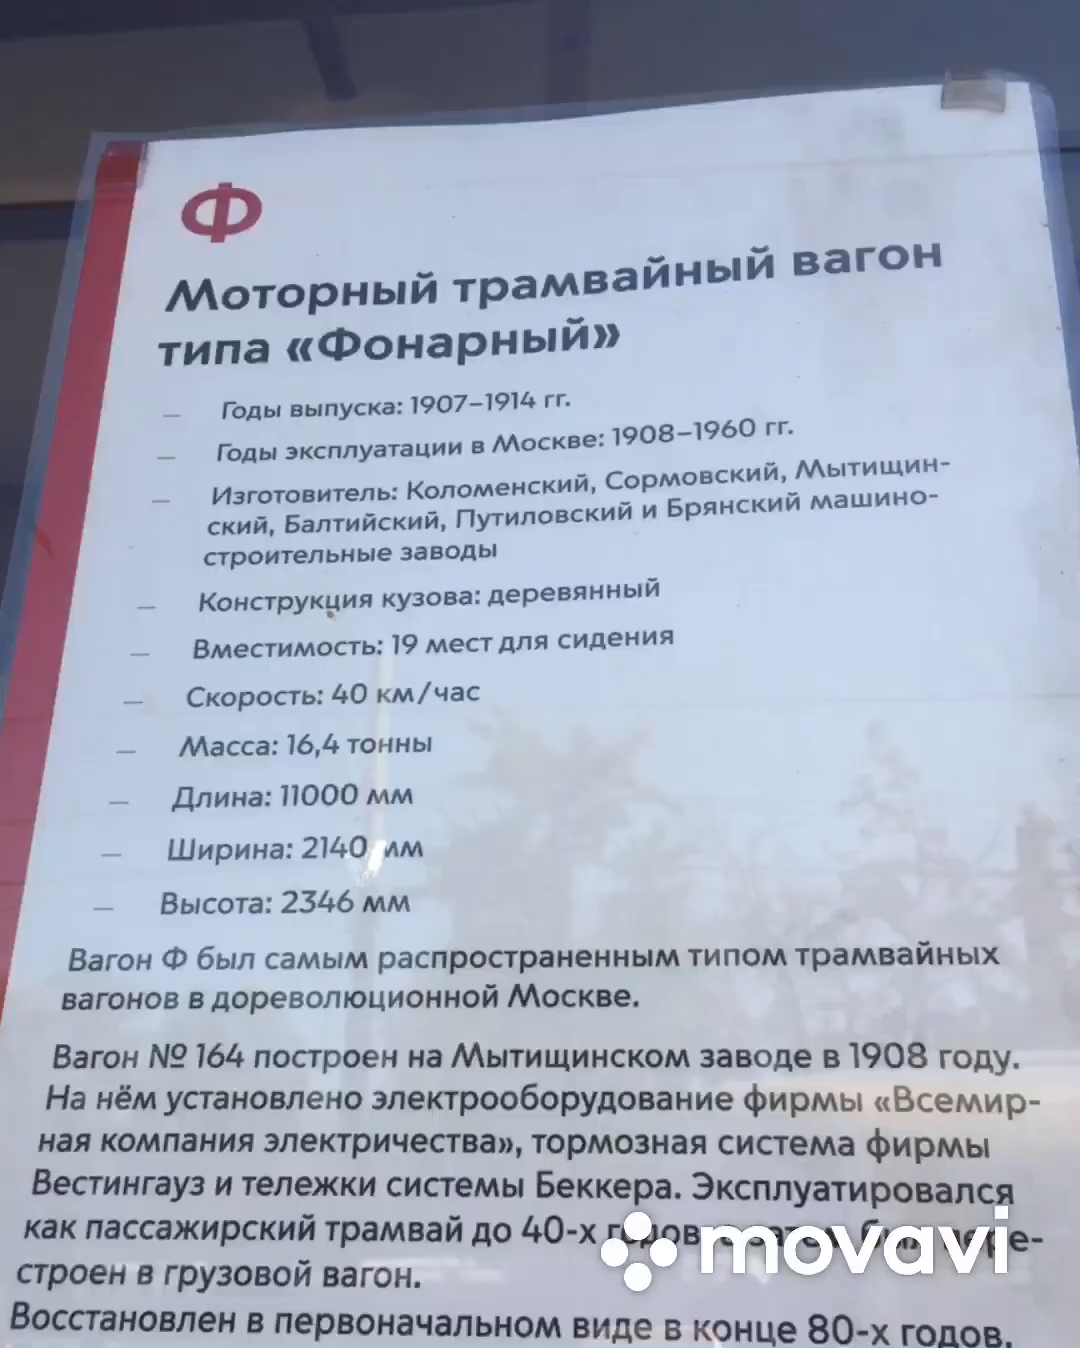 Ф
Моторный трамвайный вагон
типа «Фонарный»
— Годы выпуска: 1907–1914 гг.
— Годы эксплуатации в Москве: 1908–1960 гг.
— Изготовитель: Коломенский, Сормовский, Мытищин-
ский, Балтийский, Путиловский и Брянский машино-
строительные заводы
— Конструкция кузова: деревянный
— Вместимость: 19 мест для сидения
— Скорость: 40 км/час
— Масса: 16,4 тонны
— Длина: 11000 мм
— Ширина: 2140 мм
— Высота: 2346 мм
Вагон Ф был самым распространенным типом трамвайных
вагонов в дореволюционной Москве.
Вагон № 164 построен на Мытищинском заводе в 1908 году.
На нём установлено электрооборудование фирмы «Всемир-
ная компания электричества», тормозная система фирмы
Вестингауз и тележки системы Беккера. Эксплуатировался
как пассажирский трамвай до 40-х годов, а затем был пере-
строен в грузовой вагон.
Восстановлен в первоначальном виде в конце 80-х годов.
movavi